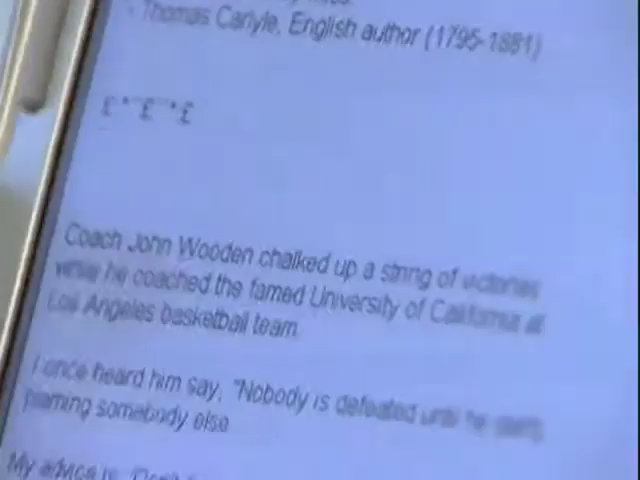 - Thomas Carlyle, English author (1795-1881)
£*¨£¨*£
Coach John Wooden chalked up a string of victories
while he coached the famed University of California at
Los Angeles basketball team.
I once heard him say, "Nobody is defeated until he starts
blaming somebody else
My advice is, 'Don't